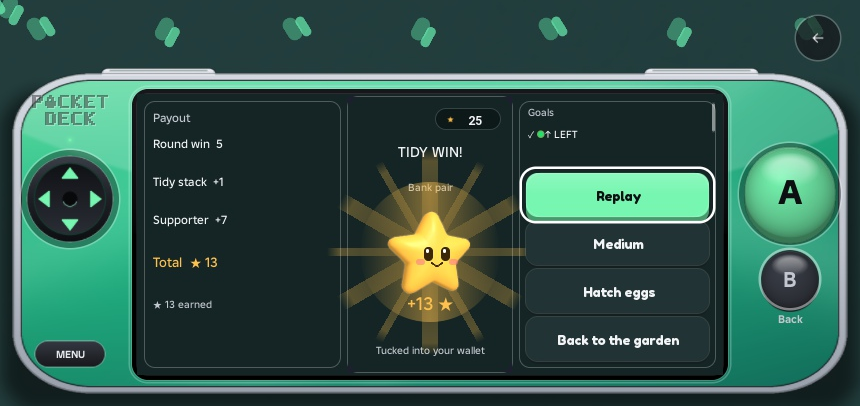 POCKET
DECK
MENU
Payout
Round win 5
Tidy stack +1
Supporter +7
Total ★ 13
★ 13 earned
★ 25
TIDY WIN!
Bank pair
+13 ★
Tucked into your wallet
Goals
✓ ↑ LEFT
Replay
Medium
Hatch eggs
Back to the garden
←
A
B
Back